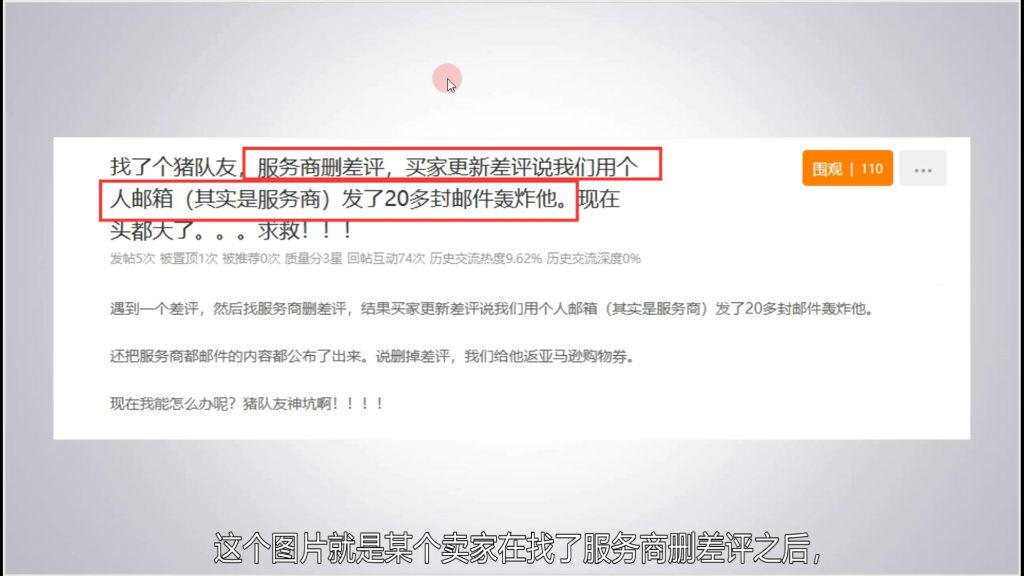 找了个猪队友，服务商删差评，买家更新差评说我们用个
人邮箱（其实是服务商）发了20多封邮件轰炸他。现在
头都大了。。。求救！！！
围观 | 110
...
发帖5次 被置顶1次 被推荐0次 质量分3星 回帖互动74次 历史交流热度9.62% 历史交流深度0%
遇到一个差评，然后找服务商删差评，结果买家更新差评说我们用个人邮箱（其实是服务商）发了20多封邮件轰炸他。
还把服务商都邮件的内容都公布了出来。说删掉差评，我们给他返亚马逊购物券。
现在我能怎么办呢？猪队友神坑啊！！！！
这个图片就是某个卖家在找了服务商删差评之后，